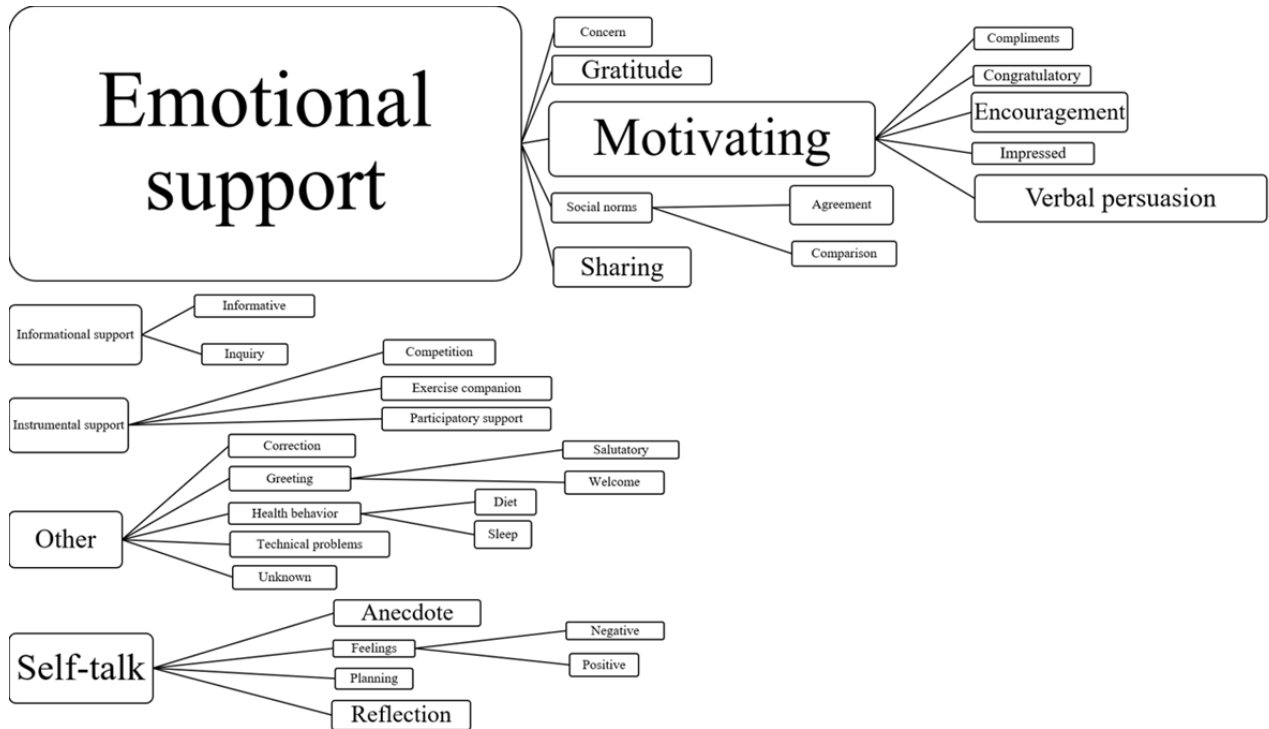 Emotional
support
Concern
Gratitude
Motivating
Social norms
Sharing
Compliments
Congratulatory
Encouragement
Impressed
Verbal persuasion
Agreement
Comparison
Informational support
Informative
Inquiry
Instrumental support
Competition
Exercise companion
Participatory support
Other
Correction
Greeting
Salutatory
Welcome
Health behavior
Diet
Sleep
Technical problems
Unknown
Self-talk
Anecdote
Feelings
Negative
Positive
Planning
Reflection